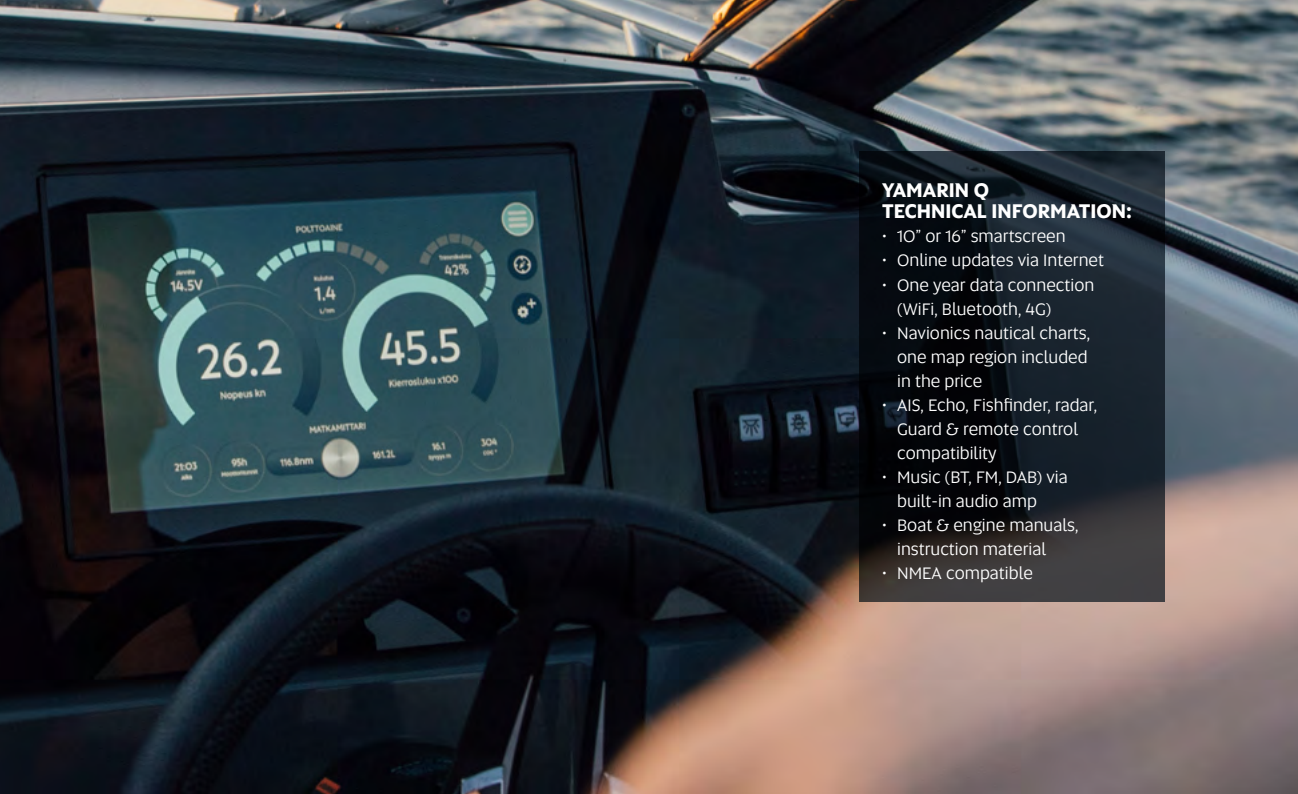 POLTTOAINE
Jännite
14.5V
Kulutus
1.4
L/nm
42%
26.2
Nopeus kn
45.5
Kierrosluku x100
MATKAMITTARI
21:03
Aika
95h
116.8nm
161.2L
16.1
304
YAMARIN Q
TECHNICAL INFORMATION:
· 10” or 16” smartscreen
· Online updates via Internet
· One year data connection
(WiFi, Bluetooth, 4G)
· Navionics nautical charts,
one map region included
in the price
· AIS, Echo, Fishfinder, radar,
Guard & remote control
compatibility
· Music (BT, FM, DAB) via
built-in audio amp
· Boat & engine manuals,
instruction material
· NMEA compatible